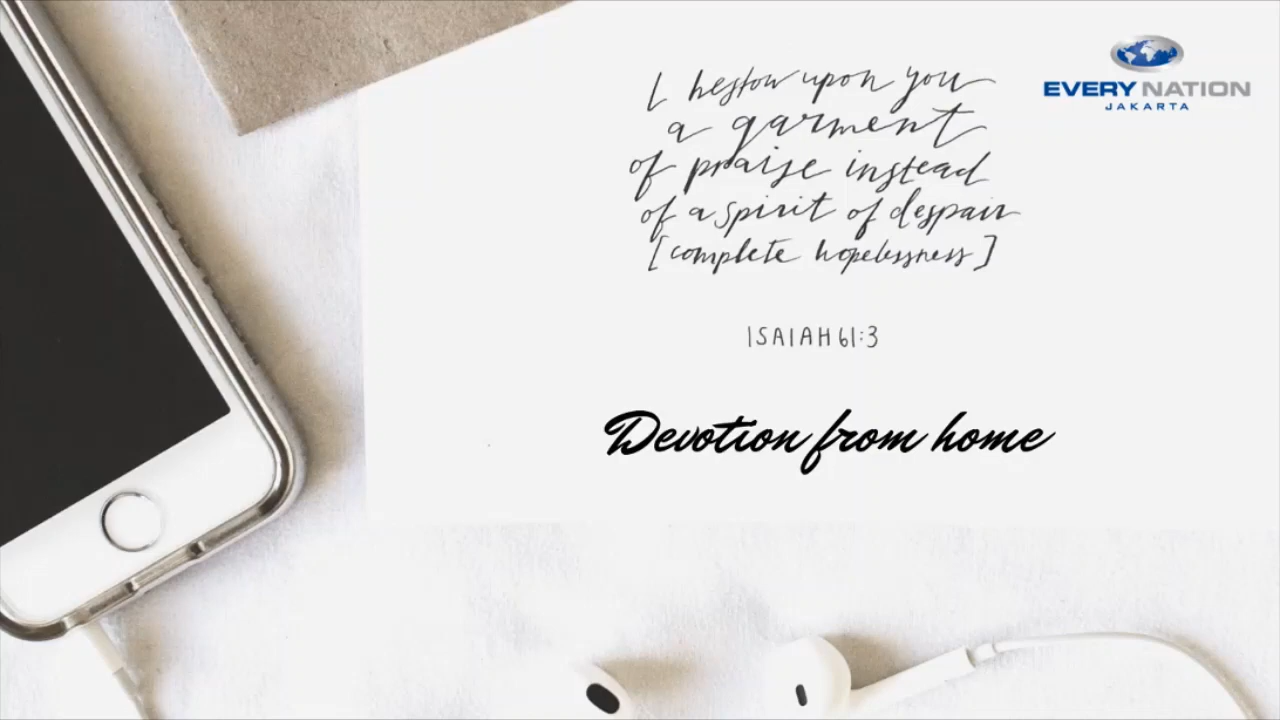 I bestow upon you
a garment
of praise instead
of a spirit of despair
[complete hopelessness]
ISAIAH 61:3
Devotion from home
EVERY NATION
JAKARTA